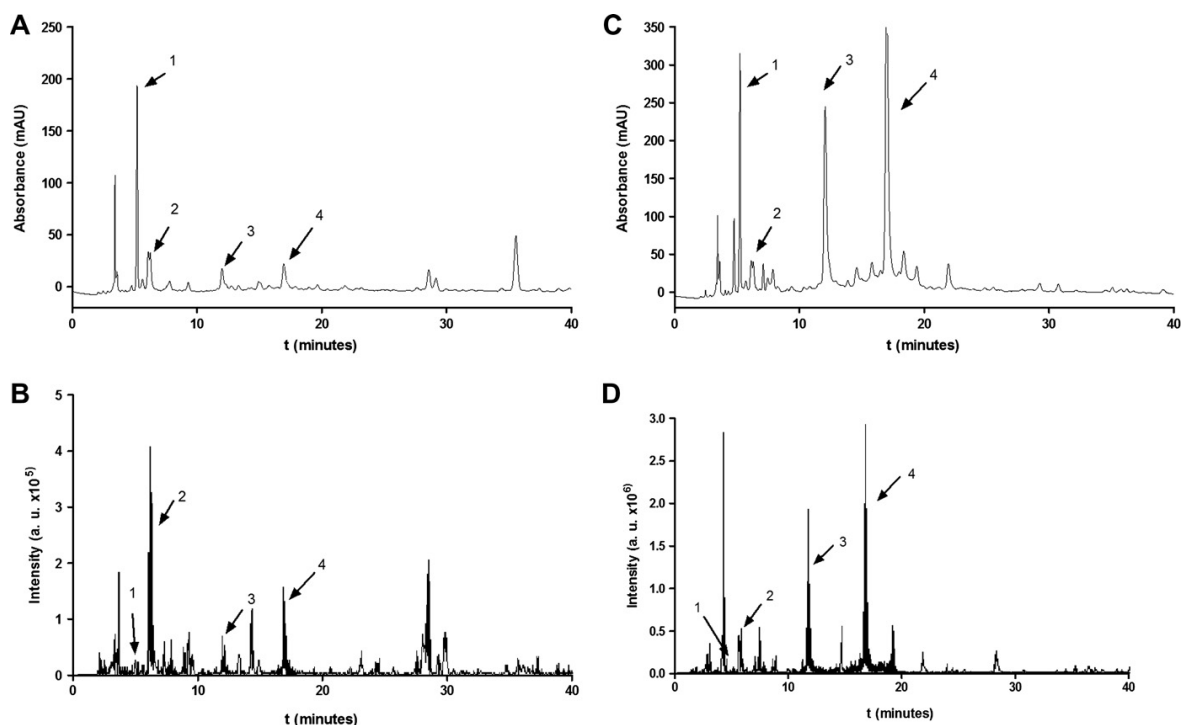 A
250
200
150
100
50
0
Absorbance (mAU)
1
2
3
4
0 10 20 30 40
t (minutes)
C
350
300
250
200
150
100
50
0
Absorbance (mAU)
1
2
3
4
0 10 20 30 40
t (minutes)
B
5
4
3
2
1
0
Intensity (a. u. x10⁵)
1
2
3
4
0 10 20 30 40
t (minutes)
D
3.0
2.5
2.0
1.5
1.0
0.5
0.0
Intensity (a. u. x10⁶)
1
2
3
4
0 10 20 30 40
t (minutes)